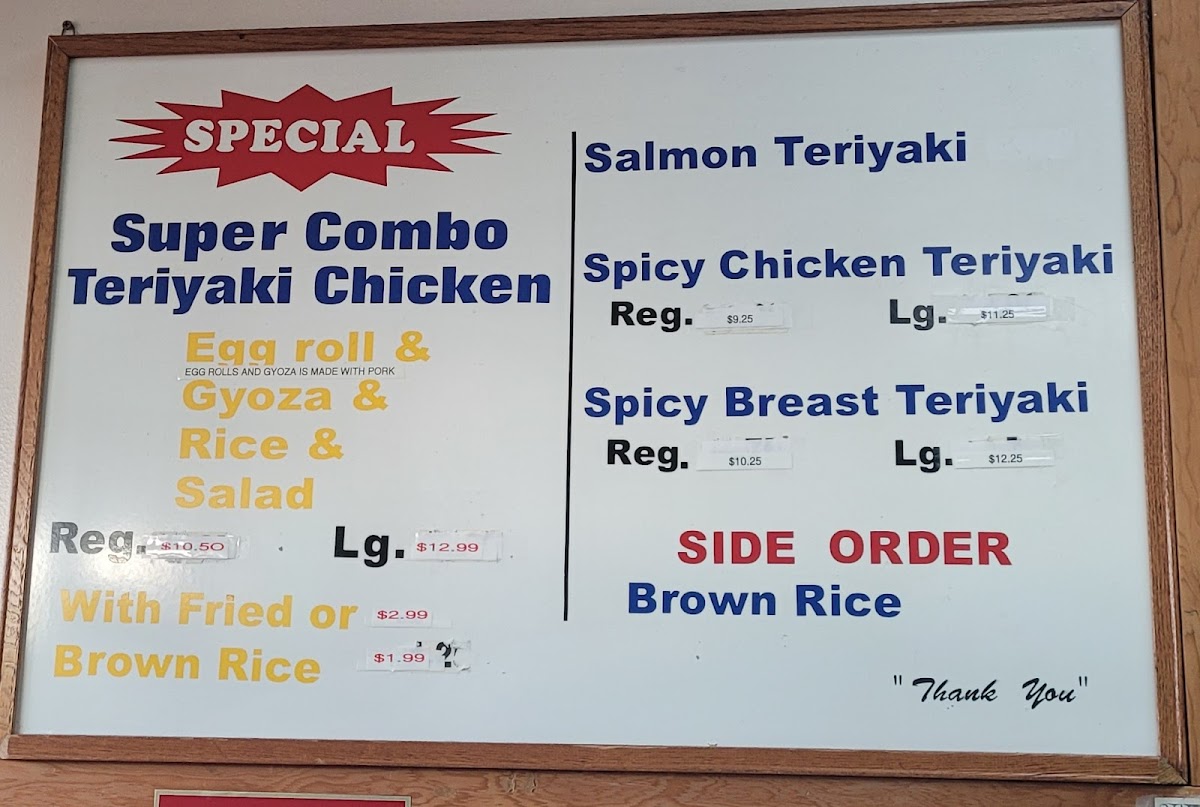 SPECIAL
Super Combo
Teriyaki Chicken
Egg roll &
EGG ROLLS AND GYOZA IS MADE WITH PORK
Gyoza &
Rice &
Salad
Reg. $10.50 Lg. $12.99
With Fried or $2.99
Brown Rice $1.99
Salmon Teriyaki
Spicy Chicken Teriyaki
Reg. $9.25 Lg. $11.25
Spicy Breast Teriyaki
Reg. $10.25 Lg. $12.25
SIDE ORDER
Brown Rice
"Thank You"